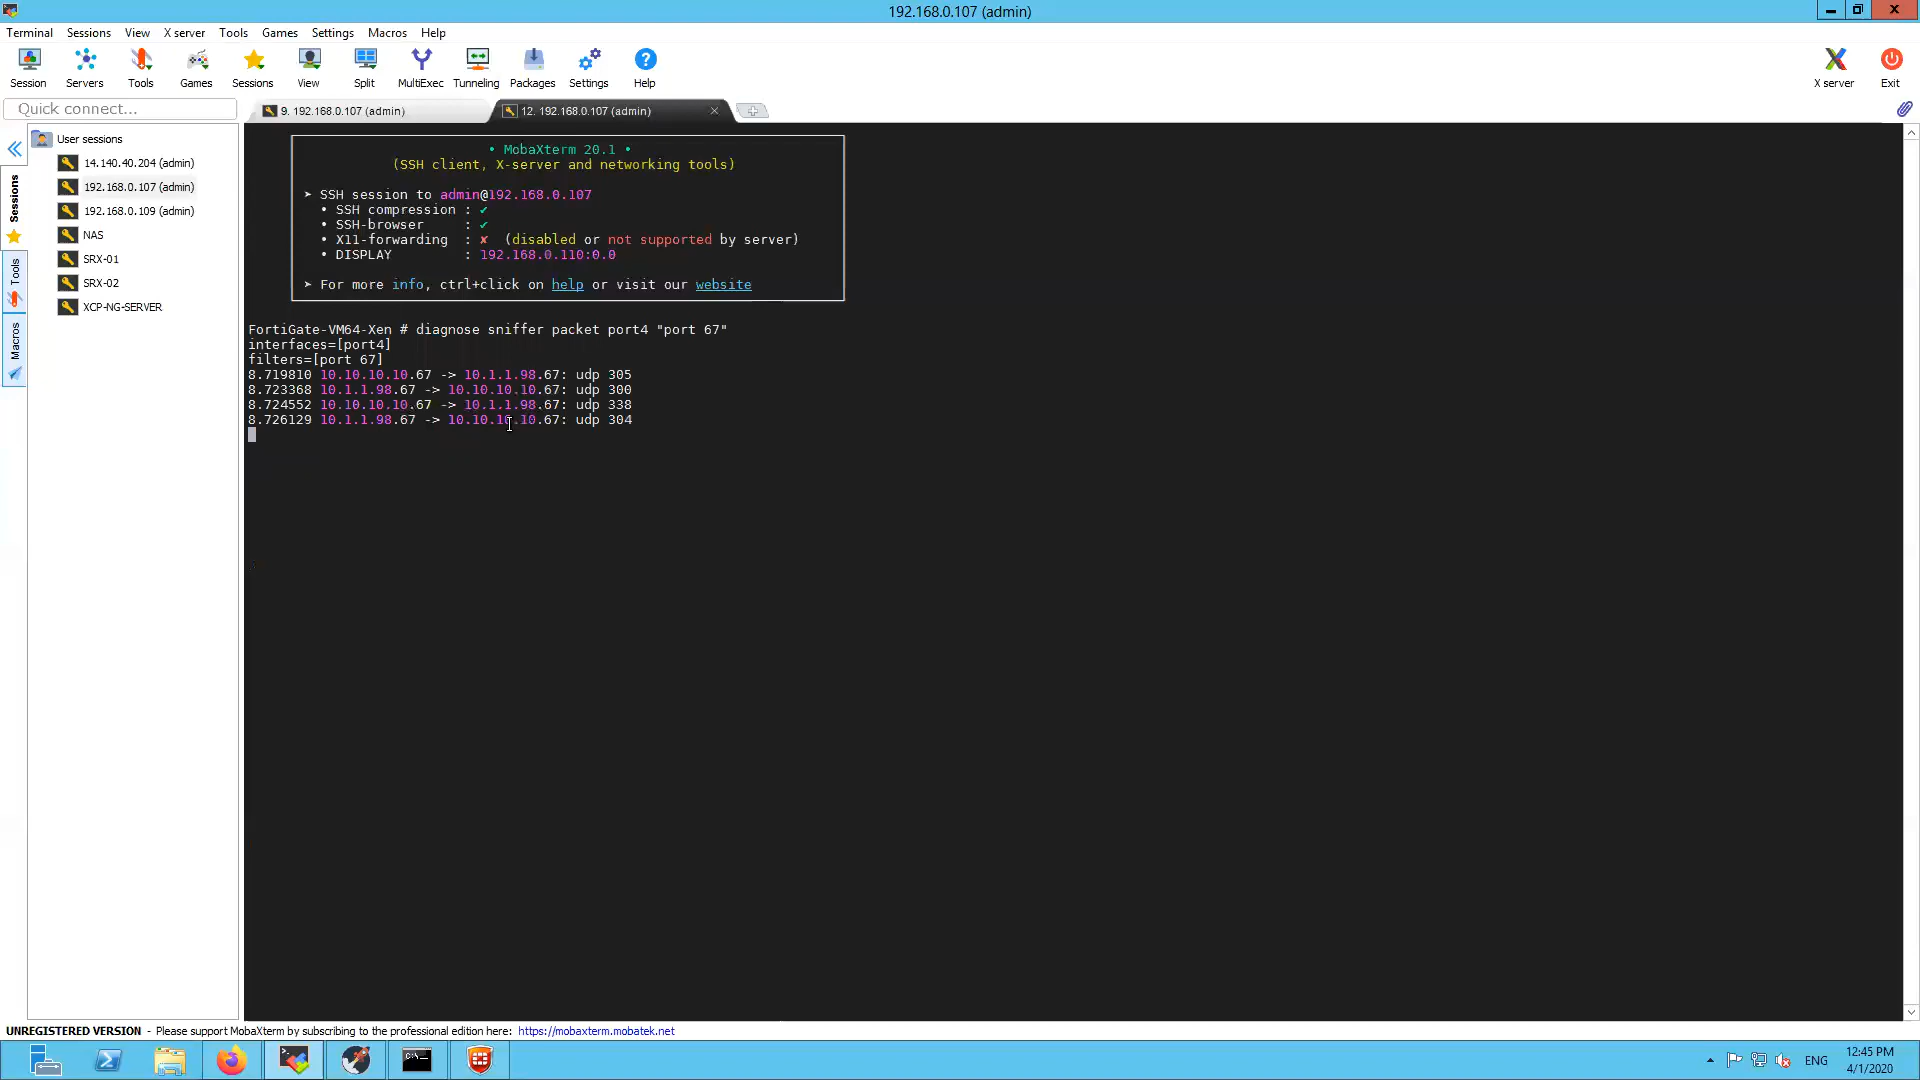 192.168.0.107 (admin)
Terminal Sessions View X server Tools Games Settings Macros Help
Session Servers Tools Games Sessions View Split MultiExec Tunneling Packages Settings Help X server Exit
Quick connect...
9. 192.168.0.107 (admin)
12. 192.168.0.107 (admin)
Sessions
Tools
Macros
User sessions
14.140.40.204 (admin)
192.168.0.107 (admin)
192.168.0.109 (admin)
NAS
SRX-01
SRX-02
XCP-NG-SERVER
• MobaXterm 20.1 •
(SSH client, X-server and networking tools)
➤ SSH session to admin@192.168.0.107
• SSH compression : ✔
• SSH-browser : ✔
• X11-forwarding : ✘ (disabled or not supported by server)
• DISPLAY : 192.168.0.110:0.0
➤ For more info, ctrl+click on help or visit our website
FortiGate-VM64-Xen # diagnose sniffer packet port4 "port 67"
interfaces=[port4]
filters=[port 67]
8.719810 10.10.10.10.67 -> 10.1.1.98.67: udp 305
8.723368 10.1.1.98.67 -> 10.10.10.10.67: udp 300
8.724552 10.10.10.10.67 -> 10.1.1.98.67: udp 338
8.726129 10.1.1.98.67 -> 10.10.10.10.67: udp 304
UNREGISTERED VERSION - Please support MobaXterm by subscribing to the professional edition here: https://mobaxterm.mobatek.net
ENG
12:45 PM
4/1/2020